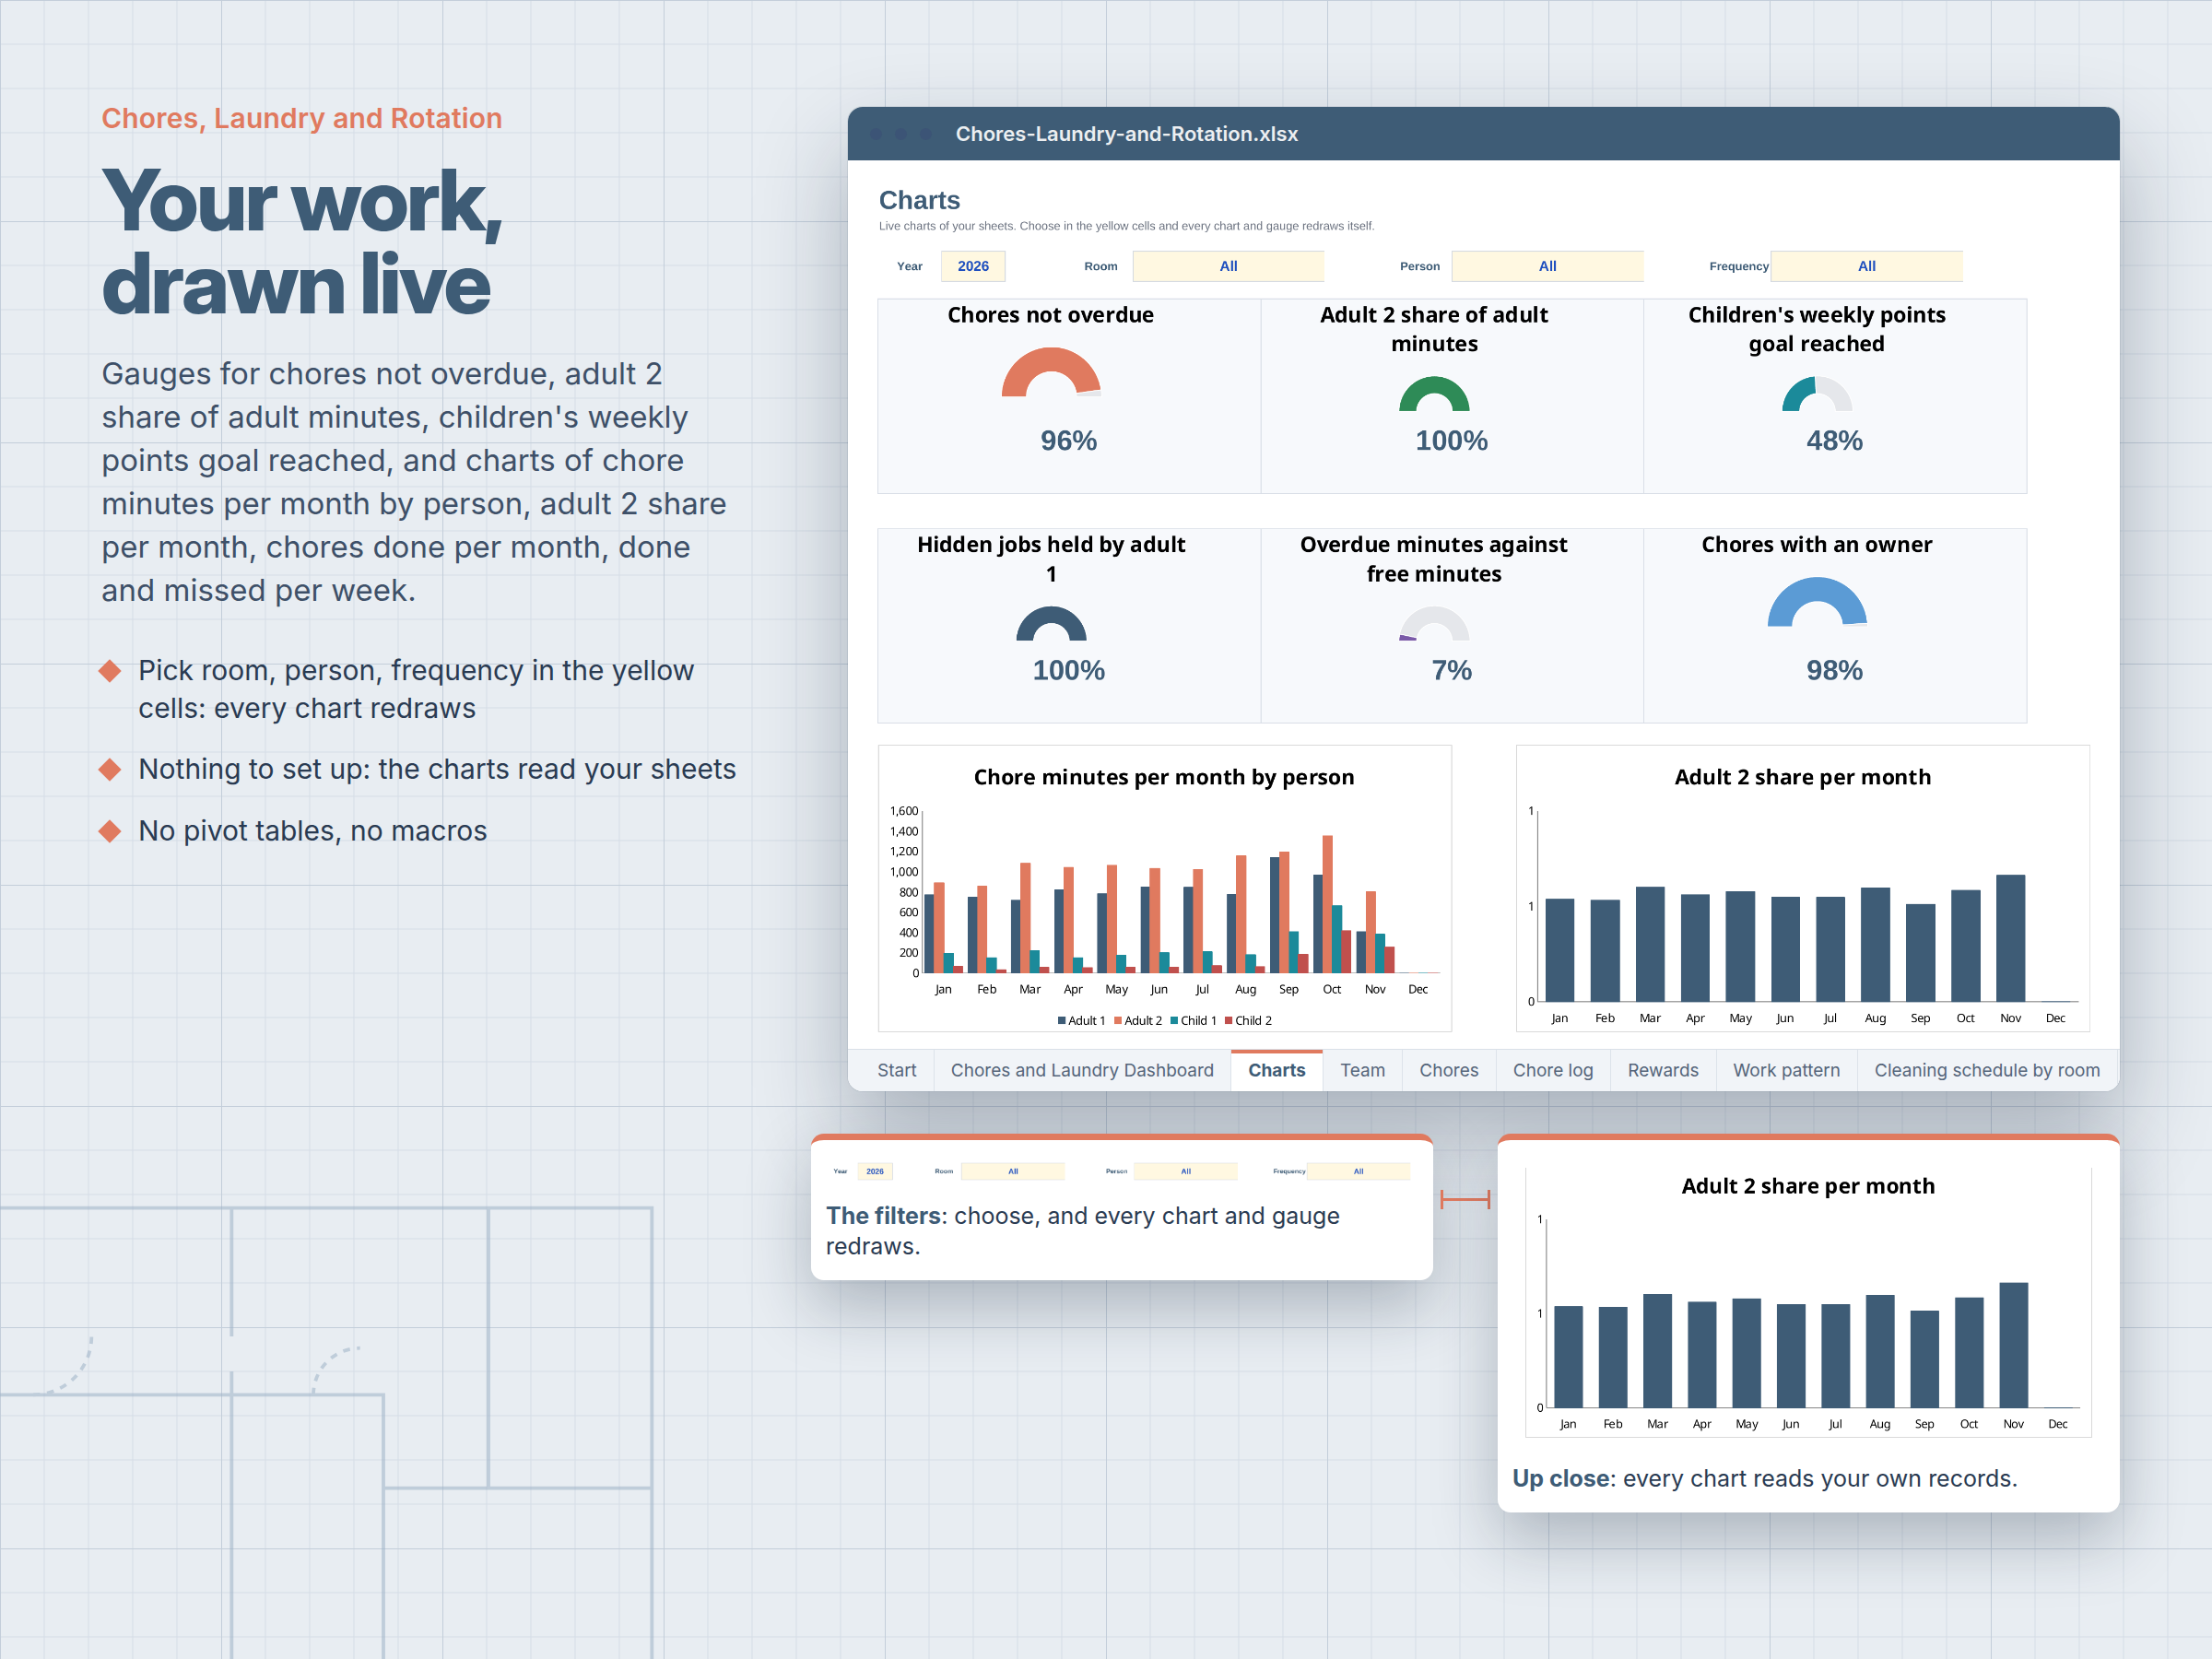 Chores, Laundry and Rotation
Your work,
drawn live
Gauges for chores not overdue, adult 2
share of adult minutes, children's weekly
points goal reached, and charts of chore
minutes per month by person, adult 2 share
per month, chores done per month, done
and missed per week.
Pick room, person, frequency in the yellow
cells: every chart redraws
Nothing to set up: the charts read your sheets
No pivot tables, no macros
Chores-Laundry-and-Rotation.xlsx
Charts
Live charts of your sheets. Choose in the yellow cells and every chart and gauge redraws itself.
Year 2026 Room All Person All Frequency All
Chores not overdue
96%
Adult 2 share of adult
minutes
100%
Children's weekly points
goal reached
48%
Hidden jobs held by adult
1
100%
Overdue minutes against
free minutes
7%
Chores with an owner
98%
Chore minutes per month by person
1,600
1,400
1,200
1,000
800
600
400
200
0
Jan Feb Mar Apr May Jun Jul Aug Sep Oct Nov Dec
Adult 1 Adult 2 Child 1 Child 2
Adult 2 share per month
1
1
0
Jan Feb Mar Apr May Jun Jul Aug Sep Oct Nov Dec
Start Chores and Laundry Dashboard Charts Team Chores Chore log Rewards Work pattern Cleaning schedule by room
Year 2026 Room All Person All Frequency All
The filters: choose, and every chart and gauge
redraws.
Adult 2 share per month
1
1
0
Jan Feb Mar Apr May Jun Jul Aug Sep Oct Nov Dec
Up close: every chart reads your own records.